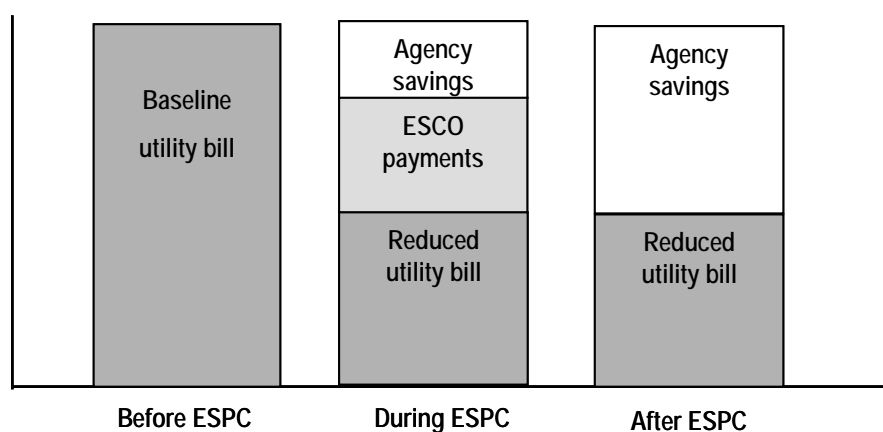 Baseline
utility bill
Agency
savings
ESCO
payments
Reduced
utility bill
Agency
savings
Reduced
utility bill
Before ESPC
During ESPC
After ESPC